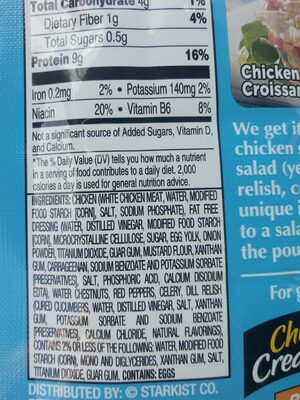 Total Carbohydrate 4g 1%
Dietary Fiber 1g 4%
Total Sugars 0.5g
Protein 9g 16%
Iron 0.2mg 2% • Potassium 140mg 2%
Niacin 20% • Vitamin B6 8%
Not a significant source of Added Sugars, Vitamin D,
and Calcium.
*The % Daily Value (DV) tells you how much a nutrient
in a serving of food contributes to a daily diet. 2,000
calories a day is used for general nutrition advice.
INGREDIENTS: CHICKEN (WHITE CHICKEN MEAT, WATER, MODIFIED
FOOD STARCH (CORN), SALT, SODIUM PHOSPHATE), FAT FREE
DRESSING (WATER, DISTILLED VINEGAR, MODIFIED FOOD STARCH
(CORN), MICROCRYSTALLINE CELLULOSE, SUGAR, EGG YOLK, ONION
POWDER, TITANIUM DIOXIDE, GUAR GUM, MUSTARD FLOUR, XANTHAN
GUM, CARRAGEENAN, SODIUM BENZOATE AND POTASSIUM SORBATE
(PRESERVATIVES), SALT, PHOSPHORIC ACID, CALCIUM DISODIUM
EDTA), WATER CHESTNUTS, RED PEPPERS, CELERY, DILL RELISH
(CURED CUCUMBERS, WATER, DISTILLED VINEGAR, SALT, XANTHAN
GUM, POTASSIUM SORBATE AND SODIUM BENZOATE
(PRESERVATIVES), CALCIUM CHLORIDE, NATURAL FLAVORINGS),
CONTAINS 2% OR LESS OF THE FOLLOWING: WATER, MODIFIED FOOD
STARCH (CORN), MONO AND DIGLYCERIDES, XANTHAN GUM, SALT,
TITANIUM DIOXIDE, GUAR GUM. CONTAINS: EGGS
DISTRIBUTED BY: © STARKIST CO.
Chicken
Croissan
We get i
chicken
salad (ye
relish, c
unique i
to a sala
the pou
For
Ch
Crea